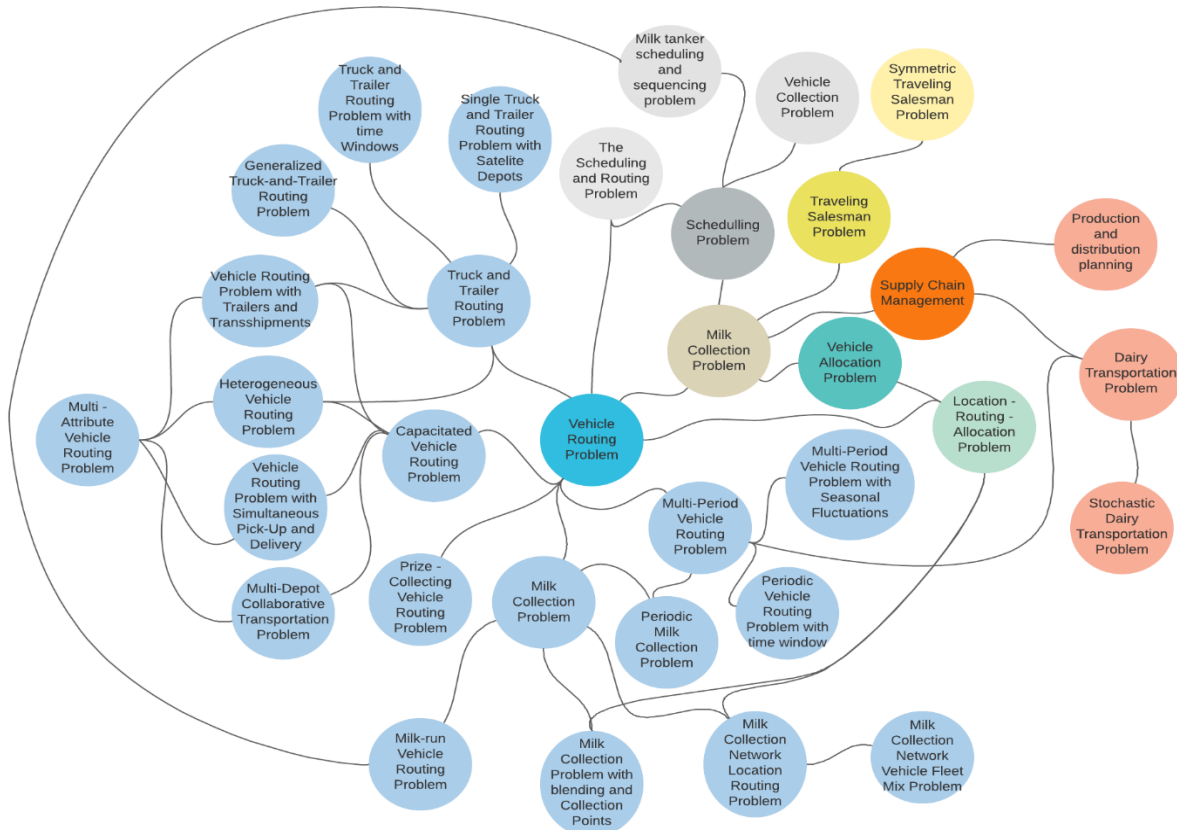 Milk tanker
scheduling
and
sequencing
problem
Vehicle
Collection
Problem
Symmetric
Traveling
Salesman
Problem
Truck and
Trailer
Routing
Problem with
time
Windows
Single Truck
and Trailer
Routing
Problem with
Satelite
Depots
The
Scheduling
and Routing
Problem
Generalized
Truck-and-Trailer
Routing
Problem
Schedulling
Problem
Traveling
Salesman
Problem
Production
and
distribution
planning
Vehicle Routing
Problem with
Trailers and
Transshipments
Truck and
Trailer
Routing
Problem
Supply Chain
Management
Milk
Collection
Problem
Vehicle
Allocation
Problem
Dairy
Transportation
Problem
Heterogeneous
Vehicle
Routing
Problem
Multi -
Attribute
Vehicle
Routing
Problem
Capacitated
Vehicle
Routing
Problem
Vehicle
Routing
Problem
Location -
Routing -
Allocation
Problem
Vehicle
Routing
Problem with
Simultaneous
Pick-Up and
Delivery
Multi-Period
Vehicle Routing
Problem with
Seasonal
Fluctuations
Multi-Period
Vehicle
Routing
Problem
Stochastic
Dairy
Transportation
Problem
Multi-Depot
Collaborative
Transportation
Problem
Prize -
Collecting
Vehicle
Routing
Problem
Milk
Collection
Problem
Periodic
Milk
Collection
Problem
Periodic
Vehicle
Routing
Problem with
time window
Milk-run
Vehicle
Routing
Problem
Milk
Collection
Problem with
blending and
Collection
Points
Milk
Collection
Network
Location
Routing
Problem
Milk
Collection
Network
Vehicle Fleet
Mix Problem